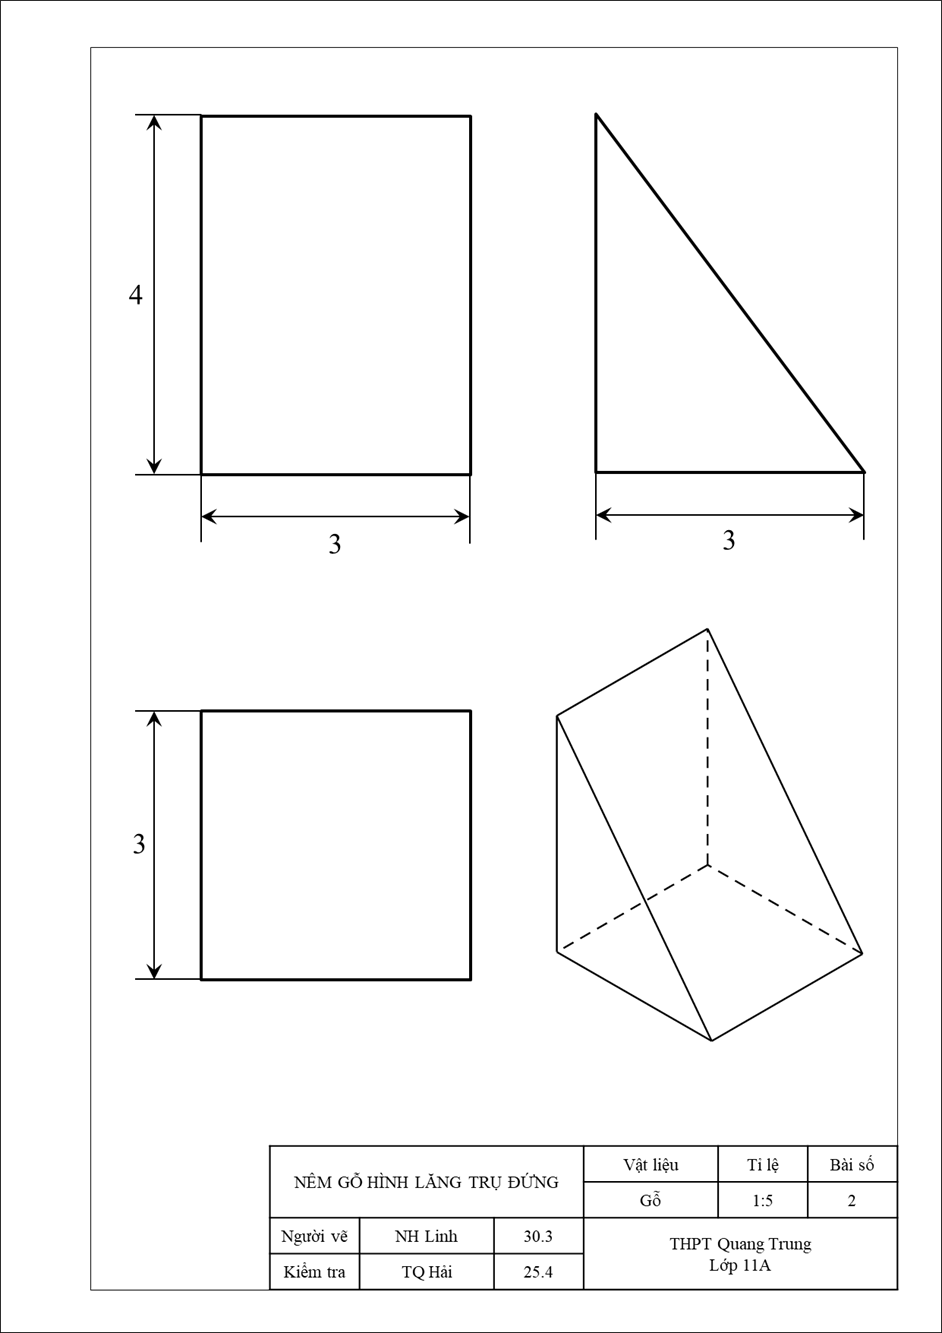 4
3
3
3
NÊM GỖ HÌNH LĂNG TRỤ ĐỨNG
Vật liệu
Tỉ lệ
Bài số
Gỗ
1:5
2
Người vẽ
NH Linh
30.3
THPT Quang Trung
Lớp 11A
Kiểm tra
TQ Hải
25.4